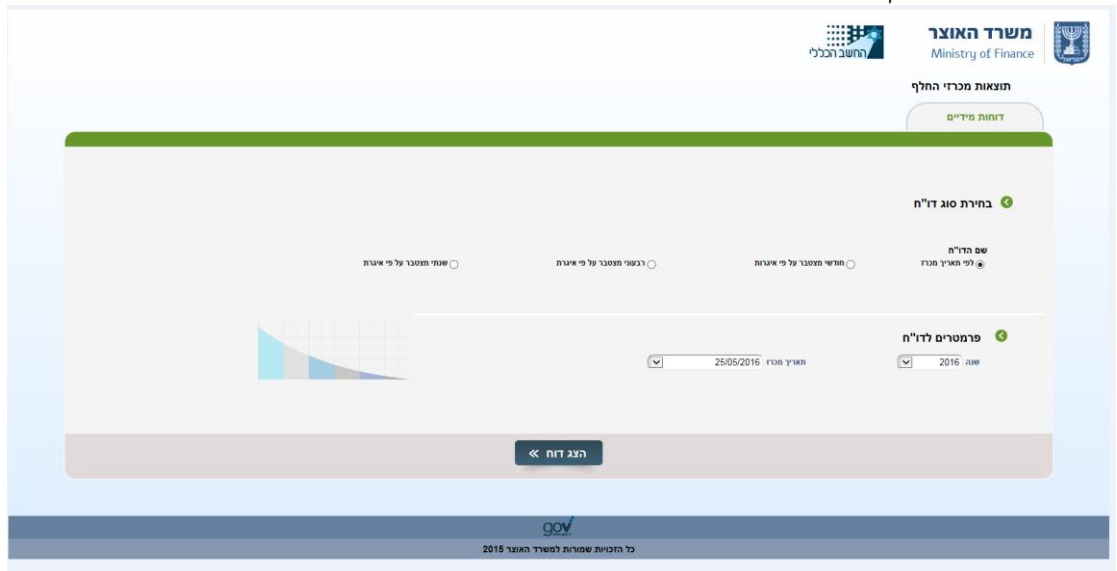 משרד האוצר
Ministry of Finance
החשב הכללי
תוצאות מכרזי החלף
דוחות מידיים
בחירת סוג דו"ח
שם הדו"ח
לפי תאריך מכרז חודשי מצטבר על פי איגרות רבעוני מצטבר על פי איגרת שנתי מצטבר על פי איגרת
פרמטרים לדו"ח
שנה 2016 תאריך מכרז 25/05/2016
הצג דוח »
gov
כל הזכויות שמורות למשרד האוצר 2015